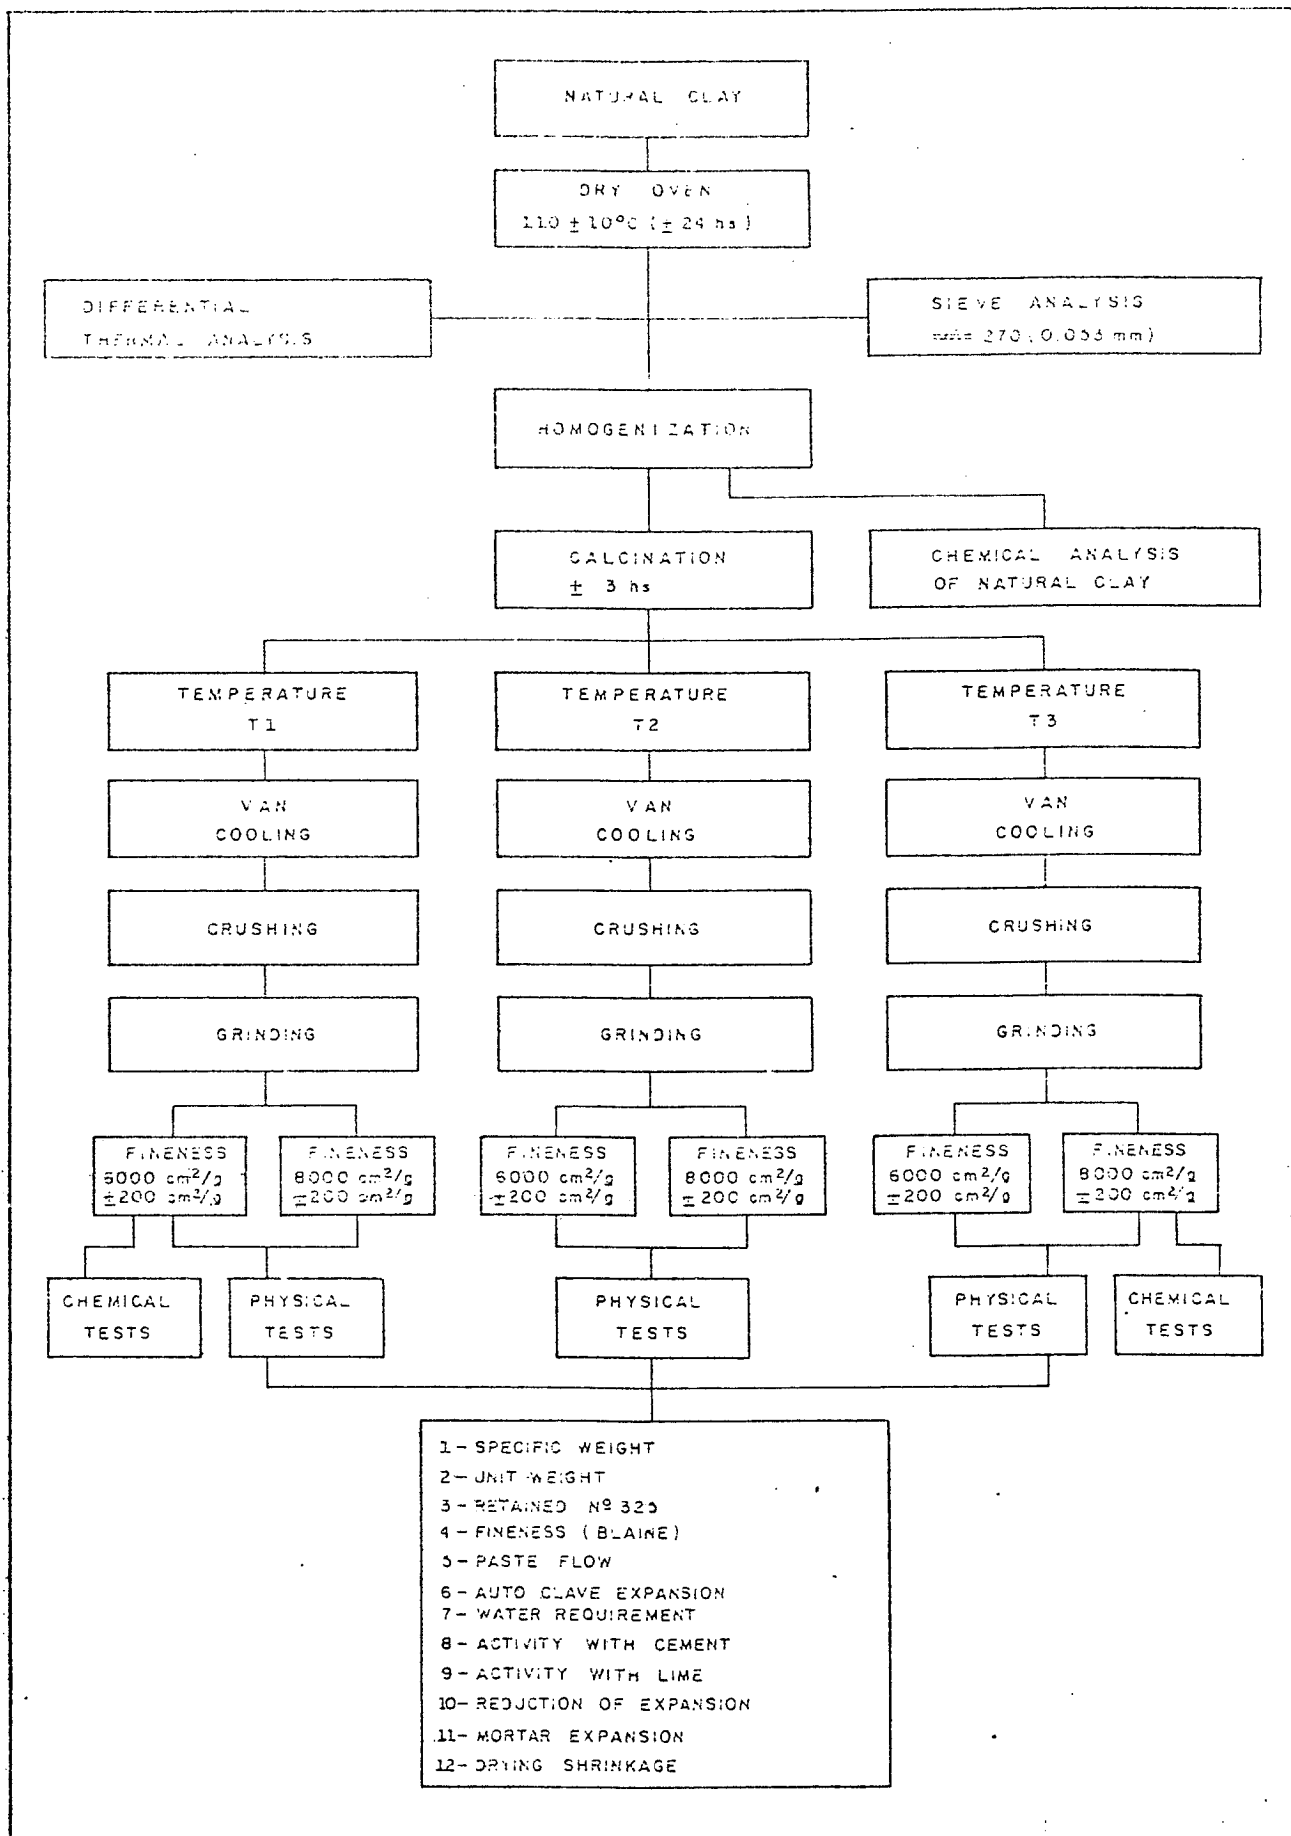 NATURAL CLAY
DRY OVEN
110 ± 10°C (± 24 hs)
DIFFERENTIAL
THERMAL ANALYSIS
SIEVE ANALYSIS
270 (0.053 mm)
HOMOGENIZATION
CALCINATION
± 3 hs
CHEMICAL ANALYSIS
OF NATURAL CLAY
TEMPERATURE
T1
TEMPERATURE
T2
TEMPERATURE
T3
VAN
COOLING
VAN
COOLING
VAN
COOLING
CRUSHING
CRUSHING
CRUSHING
GRINDING
GRINDING
GRINDING
FINENESS
6000 cm²/g
±200 cm²/g
FINENESS
8000 cm²/g
±200 cm²/g
FINENESS
6000 cm²/g
±200 cm²/g
FINENESS
8000 cm²/g
±200 cm²/g
FINENESS
6000 cm²/g
±200 cm²/g
FINENESS
8000 cm²/g
±200 cm²/g
CHEMICAL
TESTS
PHYSICAL
TESTS
PHYSICAL
TESTS
PHYSICAL
TESTS
CHEMICAL
TESTS
1- SPECIFIC WEIGHT
2- UNIT WEIGHT
3- RETAINED Nº 325
4- FINENESS (BLAINE)
5- PASTE FLOW
6- AUTO CLAVE EXPANSION
7- WATER REQUIREMENT
8- ACTIVITY WITH CEMENT
9- ACTIVITY WITH LIME
10- REDUCTION OF EXPANSION
11- MORTAR EXPANSION
12- DRYING SHRINKAGE